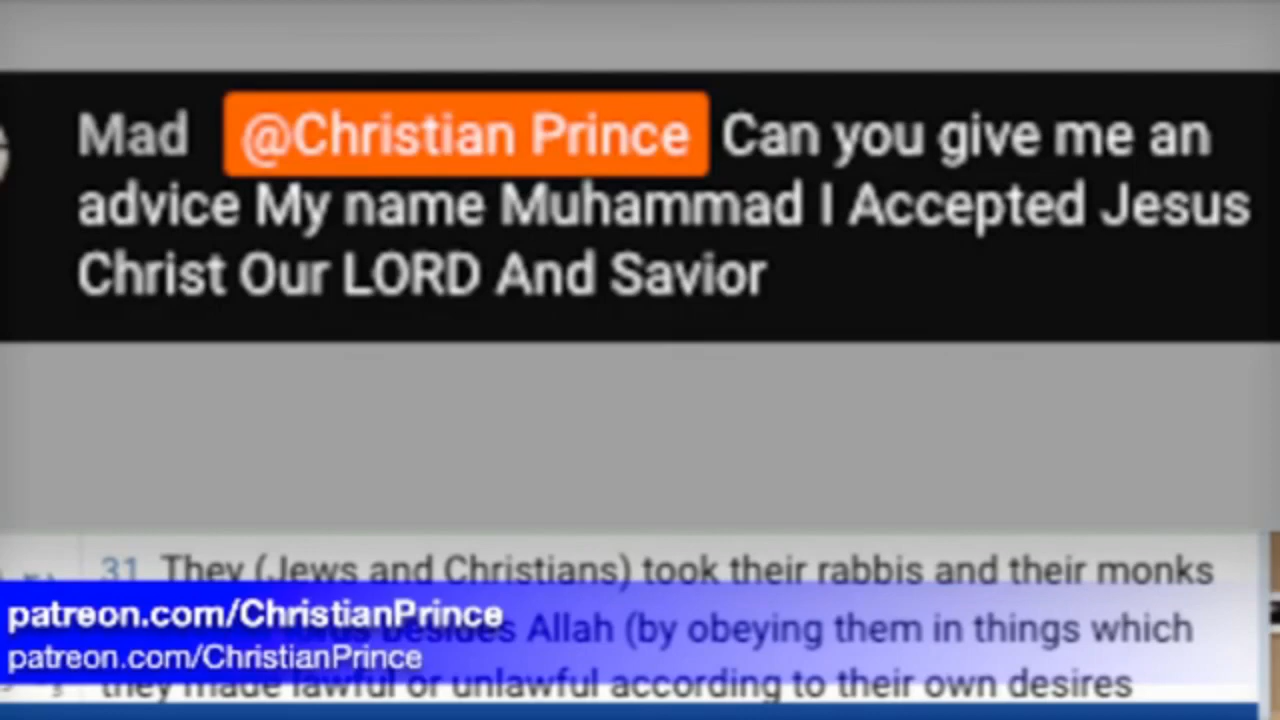 Mad @Christian Prince Can you give me an
advice My name Muhammad I Accepted Jesus
Christ Our LORD And Savior
31 They (Jews and Christians) took their rabbis and their monks
patreon.com/ChristianPrince
lords besides Allah (by obeying them in things which
patreon.com/ChristianPrince
they made lawful or unlawful according to their own desires